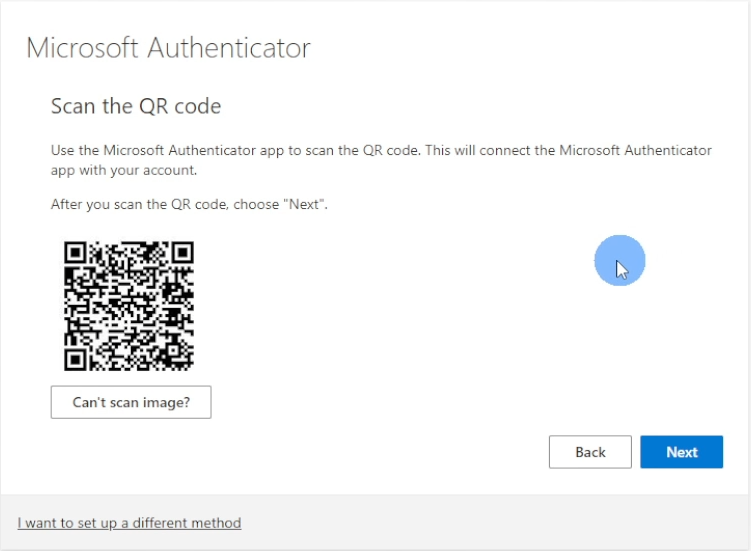 Microsoft Authenticator
Scan the QR code
Use the Microsoft Authenticator app to scan the QR code. This will connect the Microsoft Authenticator
app with your account.
After you scan the QR code, choose "Next".
Can't scan image?
Back
Next
I want to set up a different method